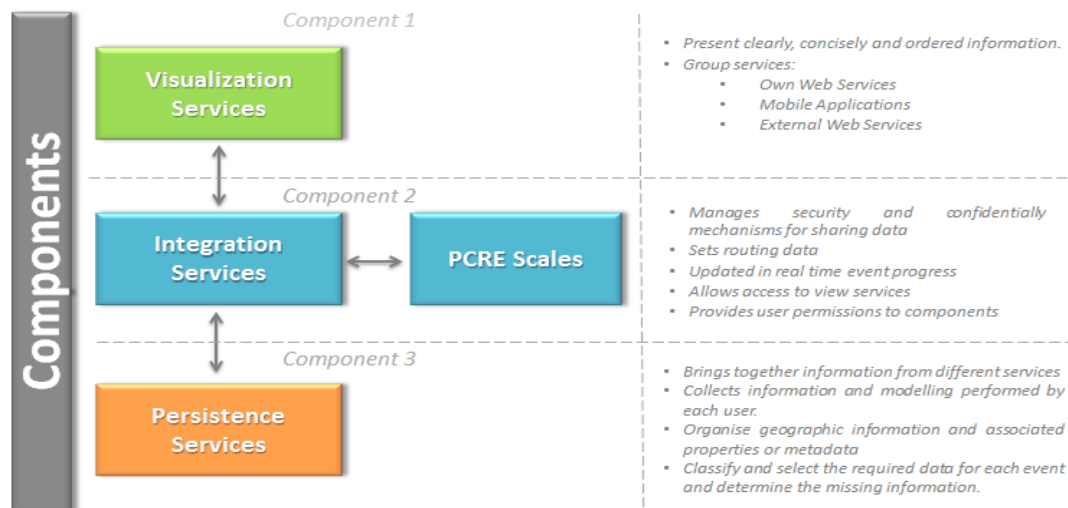 Components
Component 1
Visualization
Services
• Present clearly, concisely and ordered information.
• Group services:
• Own Web Services
• Mobile Applications
• External Web Services
Component 2
Integration
Services
PCRE Scales
• Manages security and confidentially
mechanisms for sharing data
• Sets routing data
• Updated in real time event progress
• Allows access to view services
• Provides user permissions to components
Component 3
Persistence
Services
• Brings together information from different services
• Collects information and modelling performed by
each user.
• Organise geographic information and associated
properties or metadata
• Classify and select the required data for each event
and determine the missing information.